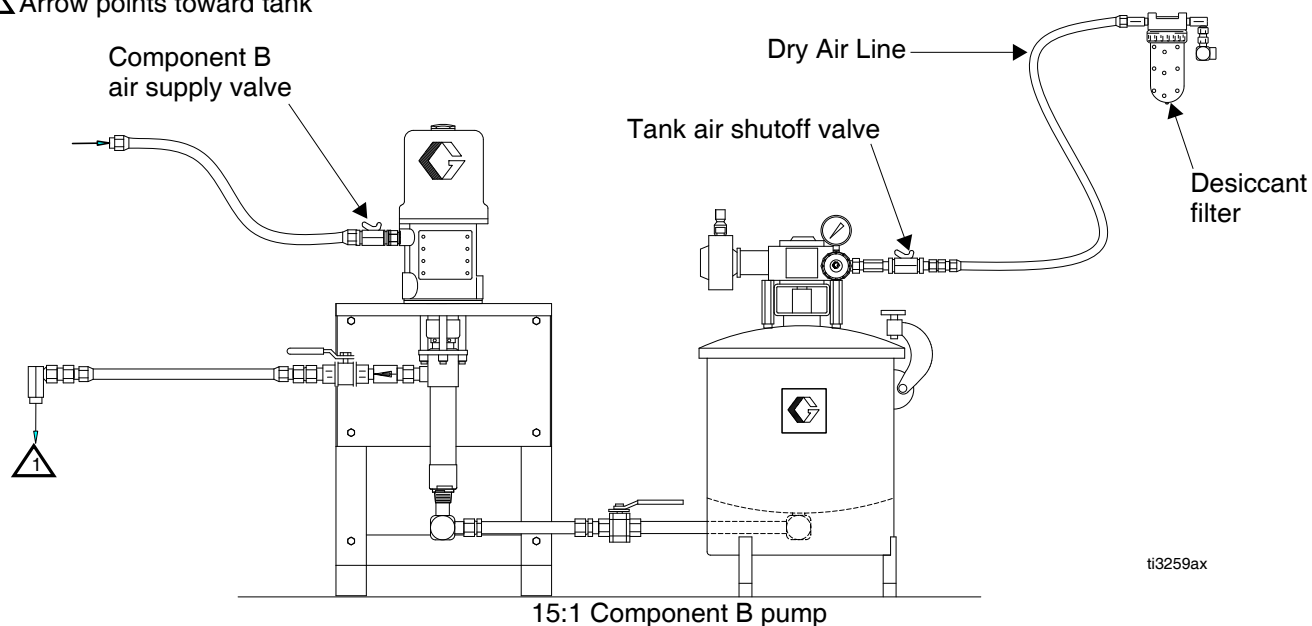 Arrow points toward tank
Component B
air supply valve
Dry Air Line
Tank air shutoff valve
Desiccant
filter
1
ti3259ax
15:1 Component B pump